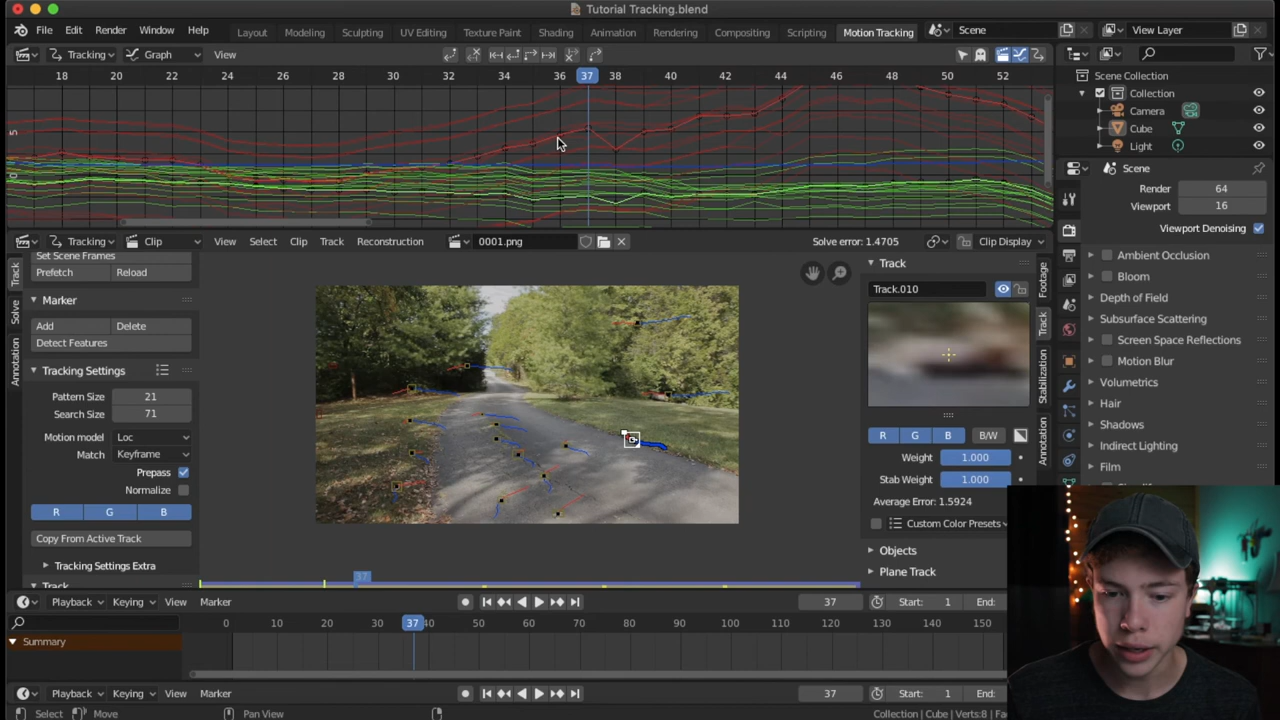 Tutorial Tracking.blend
File Edit Render Window Help Layout Modeling Sculpting UV Editing Texture Paint Shading Animation Rendering Compositing Scripting Motion Tracking Scene View Layer
Tracking Graph View
18 20 22 24 26 28 30 32 34 36 37 38 40 42 44 46 48 50 52
5
0
Scene Collection
Collection
Camera
Cube
Light
Scene
Render 64
Viewport 16
Viewport Denoising
Ambient Occlusion
Bloom
Depth of Field
Subsurface Scattering
Screen Space Reflections
Motion Blur
Volumetrics
Hair
Shadows
Indirect Lighting
Film
Tracking Clip View Select Clip Track Reconstruction 0001.png Solve error: 1.4705 Clip Display
Track
Solve
Annotation
Set Scene Frames
Prefetch Reload
Marker
Add Delete
Detect Features
Tracking Settings
Pattern Size 21
Search Size 71
Motion model Loc
Match Keyframe
Prepass
Normalize
R G B
Copy From Active Track
Tracking Settings Extra
Track
Track
Track.010
R G B B/W
Weight 1.000
Stab Weight 1.000
Average Error: 1.5924
Custom Color Presets
Objects
Plane Track
Footage
Track
Stabilization
Annotation
37
Playback Keying View Marker 37 Start: 1 End:
0 10 20 30 37 40 50 60 70 80 90 100 110 120 130 140 150
Summary
Playback Keying View Marker 37 Start: 1 End:
Select Move Pan View Collection | Cube | Verts:8 | Fa